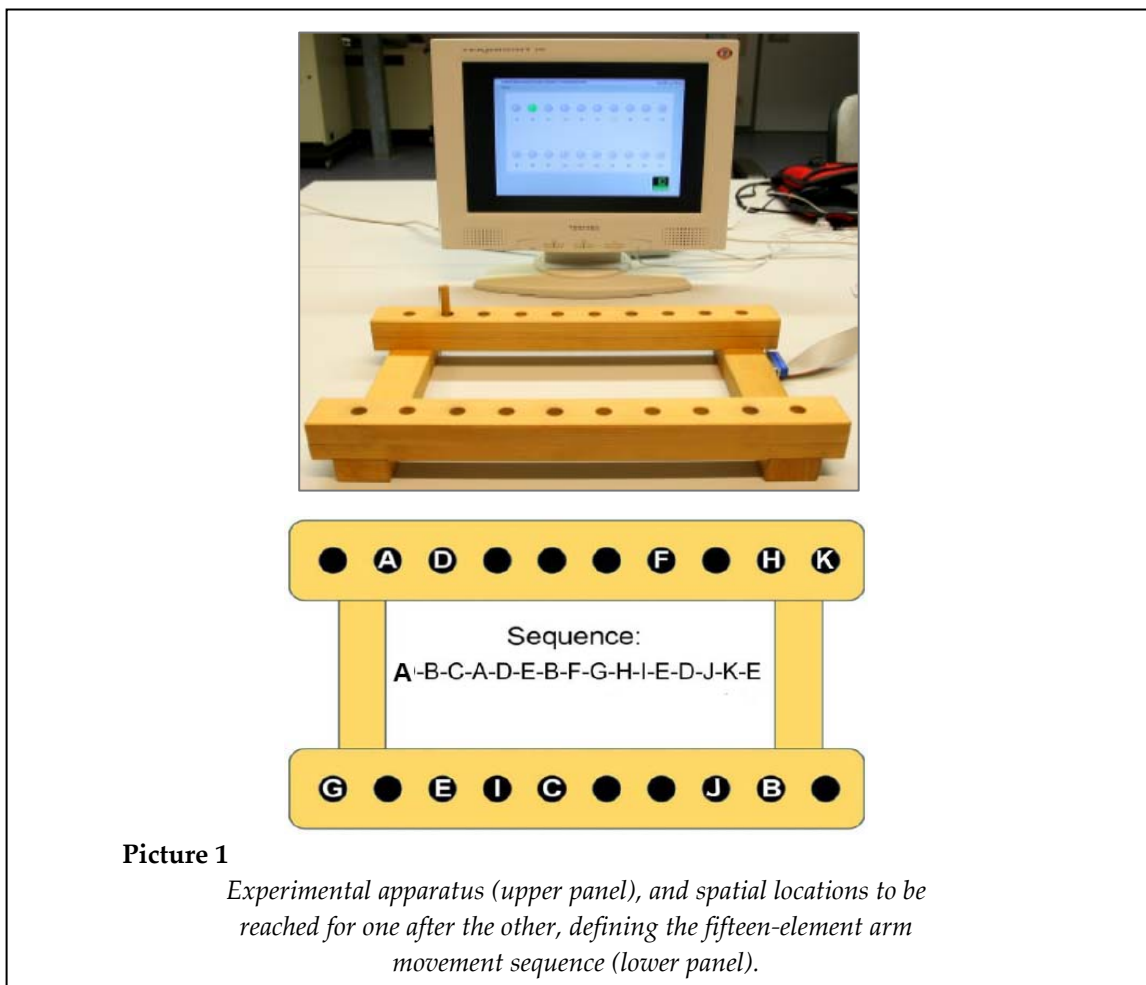 A D F H K
Sequence:
A-B-C-A-D-E-B-F-G-H-I-E-D-J-K-E
G E I C J B
Picture 1
Experimental apparatus (upper panel), and spatial locations to be
reached for one after the other, defining the fifteen-element arm
movement sequence (lower panel).